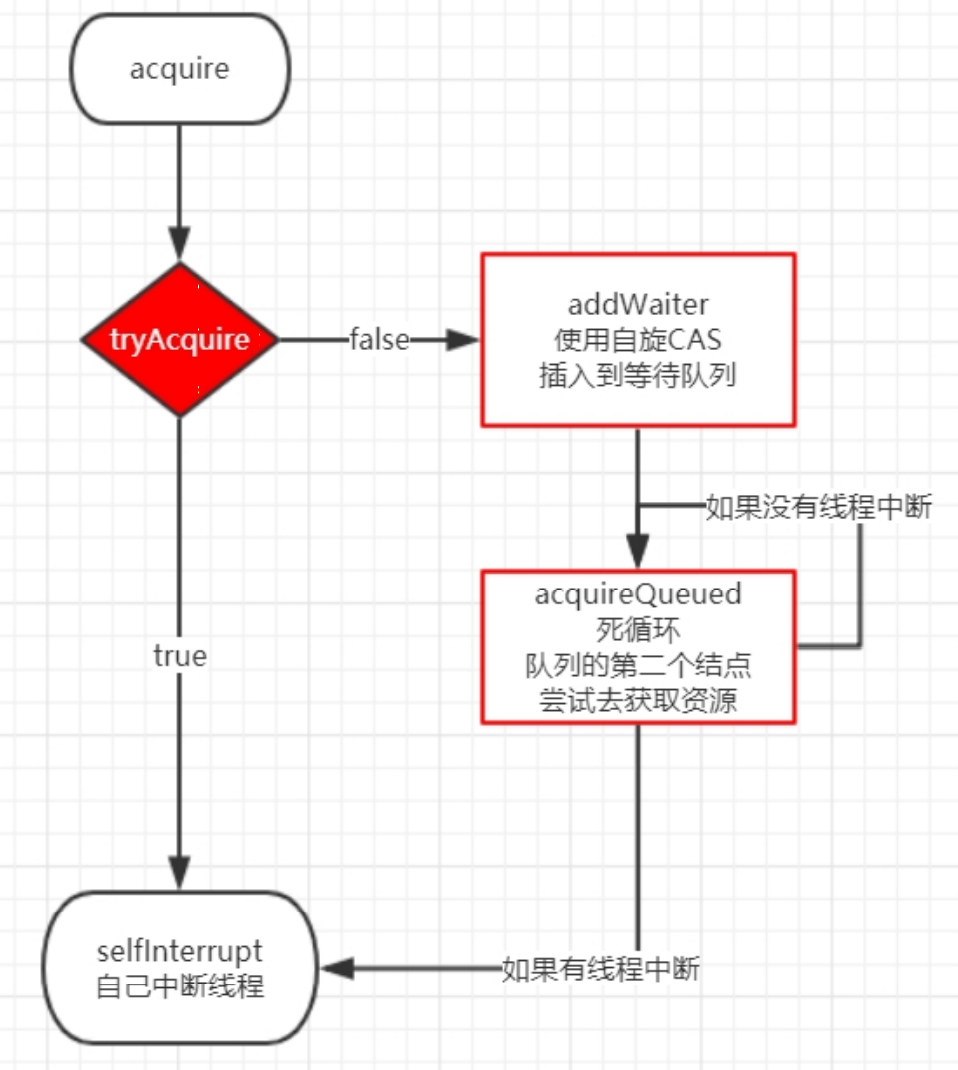 acquire
tryAcquire
false
addWaiter
使用自旋CAS
插入到等待队列
如果没有线程中断
acquireQueued
死循环
队列的第二个结点
尝试去获取资源
true
selfInterrupt
自己中断线程
如果有线程中断